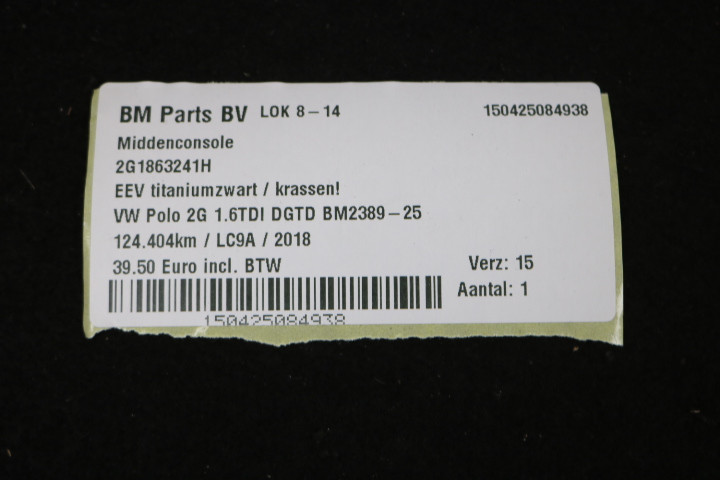 BM Parts BV LOK 8-14 150425084938
Middenconsole
2G1863241H
EEV titaniumzwart / krassen!
VW Polo 2G 1.6TDI DGTD BM2389-25
124.404km / LC9A / 2018
39.50 Euro incl. BTW Verz: 15
Aantal: 1
150425084938